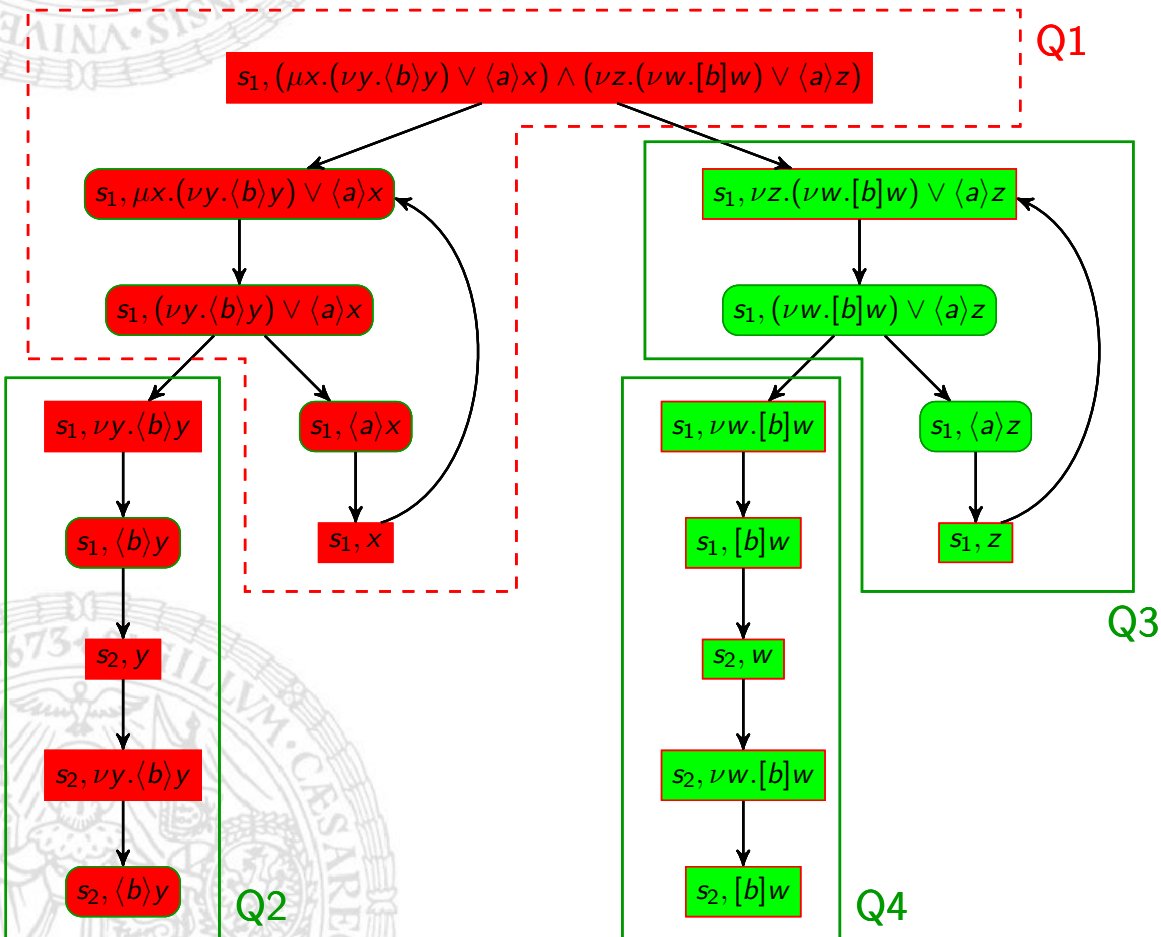 Q1
s₁, (μx.(νy.⟨b⟩y) ∨ ⟨a⟩x) ∧ (νz.(νw.[b]w) ∨ ⟨a⟩z)
s₁, μx.(νy.⟨b⟩y) ∨ ⟨a⟩x
s₁, νz.(νw.[b]w) ∨ ⟨a⟩z
s₁, (νy.⟨b⟩y) ∨ ⟨a⟩x
s₁, (νw.[b]w) ∨ ⟨a⟩z
s₁, νy.⟨b⟩y
s₁, ⟨a⟩x
s₁, νw.[b]w
s₁, ⟨a⟩z
s₁, ⟨b⟩y
s₁, x
s₁, [b]w
s₁, z
Q3
s₂, y
s₂, w
s₂, νy.⟨b⟩y
s₂, νw.[b]w
s₂, ⟨b⟩y
Q2
s₂, [b]w
Q4